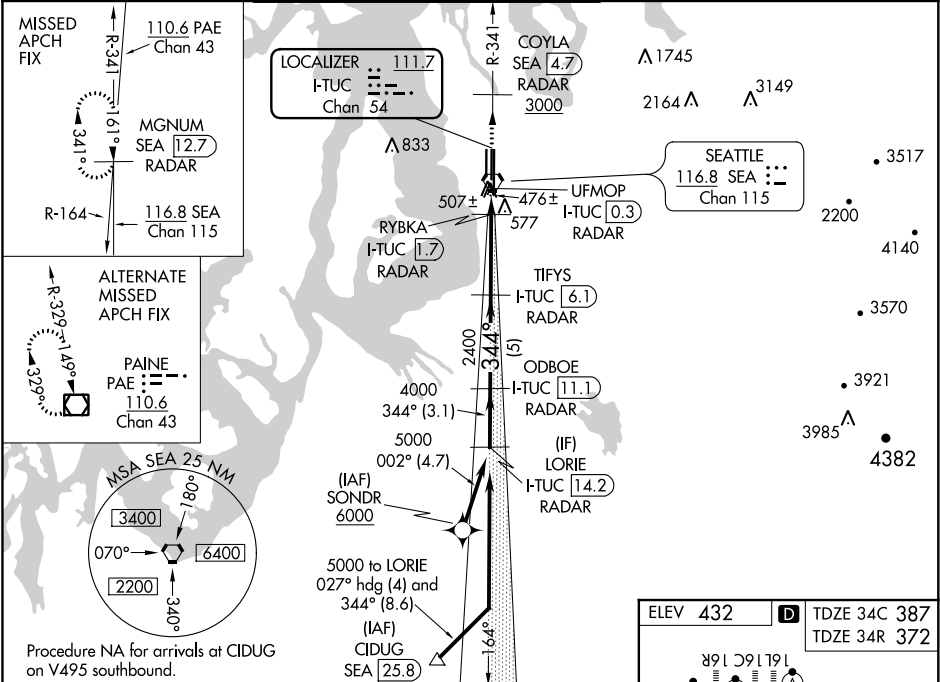 MISSED
APCH
FIX
R-341
110.6 PAE
Chan 43
161°
341°
MGNUM
SEA 12.7
RADAR
R-164
116.8 SEA
Chan 115
ALTERNATE
MISSED
APCH FIX
R-329
149°
329°
PAINE
PAE
110.6
Chan 43
MSA SEA 25 NM
180°
3400
070°
6400
2200
340°
Procedure NA for arrivals at CIDUG
on V495 southbound.
LOCALIZER 111.7
I-TUC
Chan 54
R-341
COYLA
SEA 4.7
RADAR
3000
1745
2164
3149
833
3517
SEATTLE
116.8 SEA
Chan 115
507±
476±
577
UFMOP
I-TUC 0.3
RADAR
2200
4140
RYBKA
I-TUC 1.7
RADAR
TIFYS
I-TUC 6.1
RADAR
3570
2400
344°
(5)
ODBOE
I-TUC 11.1
RADAR
3921
4000
344° (3.1)
3985
4382
5000
002° (4.7)
(IF)
LORIE
I-TUC 14.2
RADAR
(IAF)
SONDR
6000
5000 to LORIE
027° hdg (4) and
344° (8.6)
(IAF)
CIDUG
SEA 25.8
164°
ELEV 432
D
TDZE 34C 387
TDZE 34R 372
16R
16C
16L